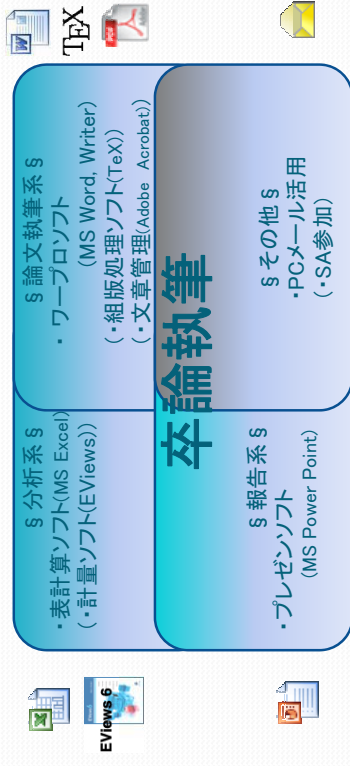 §分析系§
・表計算ソフト(MS Excel)
(・計量ソフト(EViews))
§論文執筆系§
・ワープロソフト
(MS Word, Writer)
(・組版処理ソフト(TeX))
(・文章管理(Adobe Acrobat))
卒論執筆
§報告系§
・プレゼンソフト
(MS Power Point)
§その他§
・PCメール活用
(・SA参加)
EViews 6
TEX